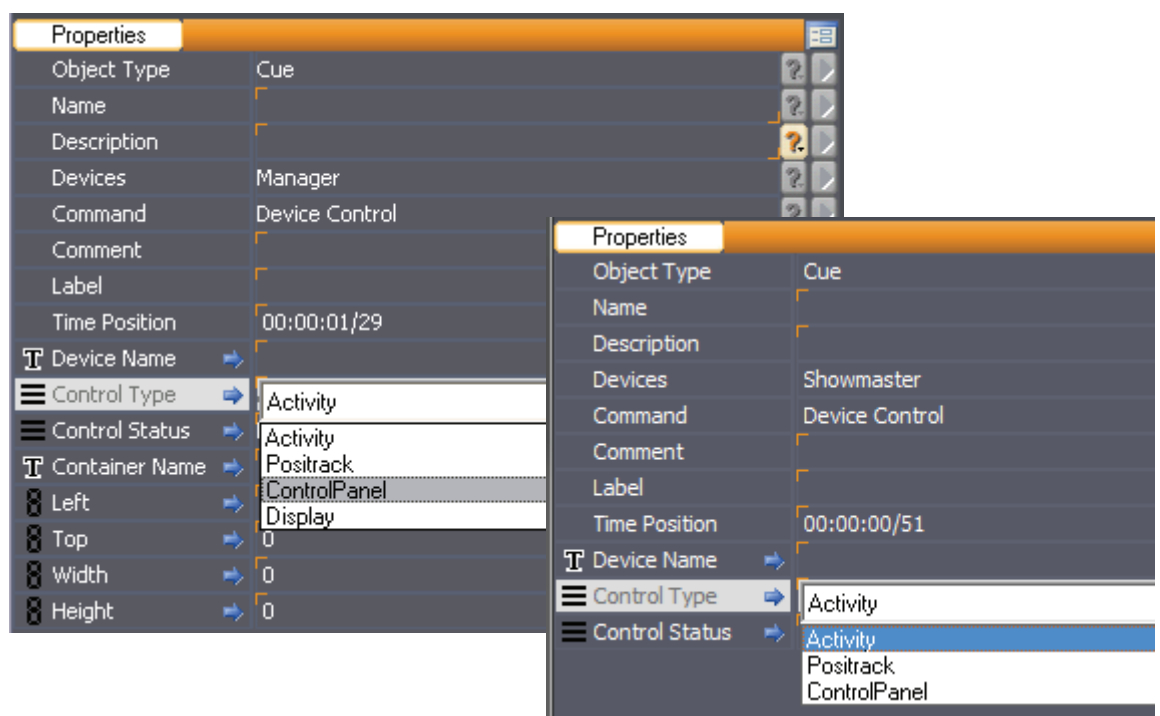 Properties
Object Type Cue
Name
Description
Devices Manager
Command Device Control
Comment
Label
Time Position 00:00:01/29
T Device Name
Control Type Activity
Control Status Activity
Positrack
T Container Name
ControlPanel
Left
Display
Top 0
Width 0
Height 0
Properties
Object Type Cue
Name
Description
Devices Showmaster
Command Device Control
Comment
Label
Time Position 00:00:00/51
T Device Name
Control Type Activity
Control Status Activity
Positrack
ControlPanel